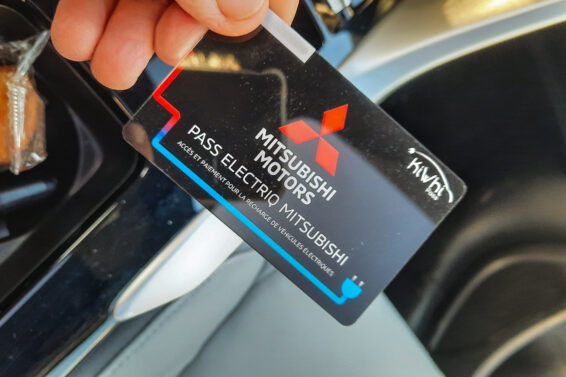 MITSUBISHI
MOTORS
KiWhi
PASS ELECTRIQ MITSUBISHI
ACCÈS ET PAIEMENT POUR LA RECHARGE DE VÉHICULES ÉLECTRIQUES